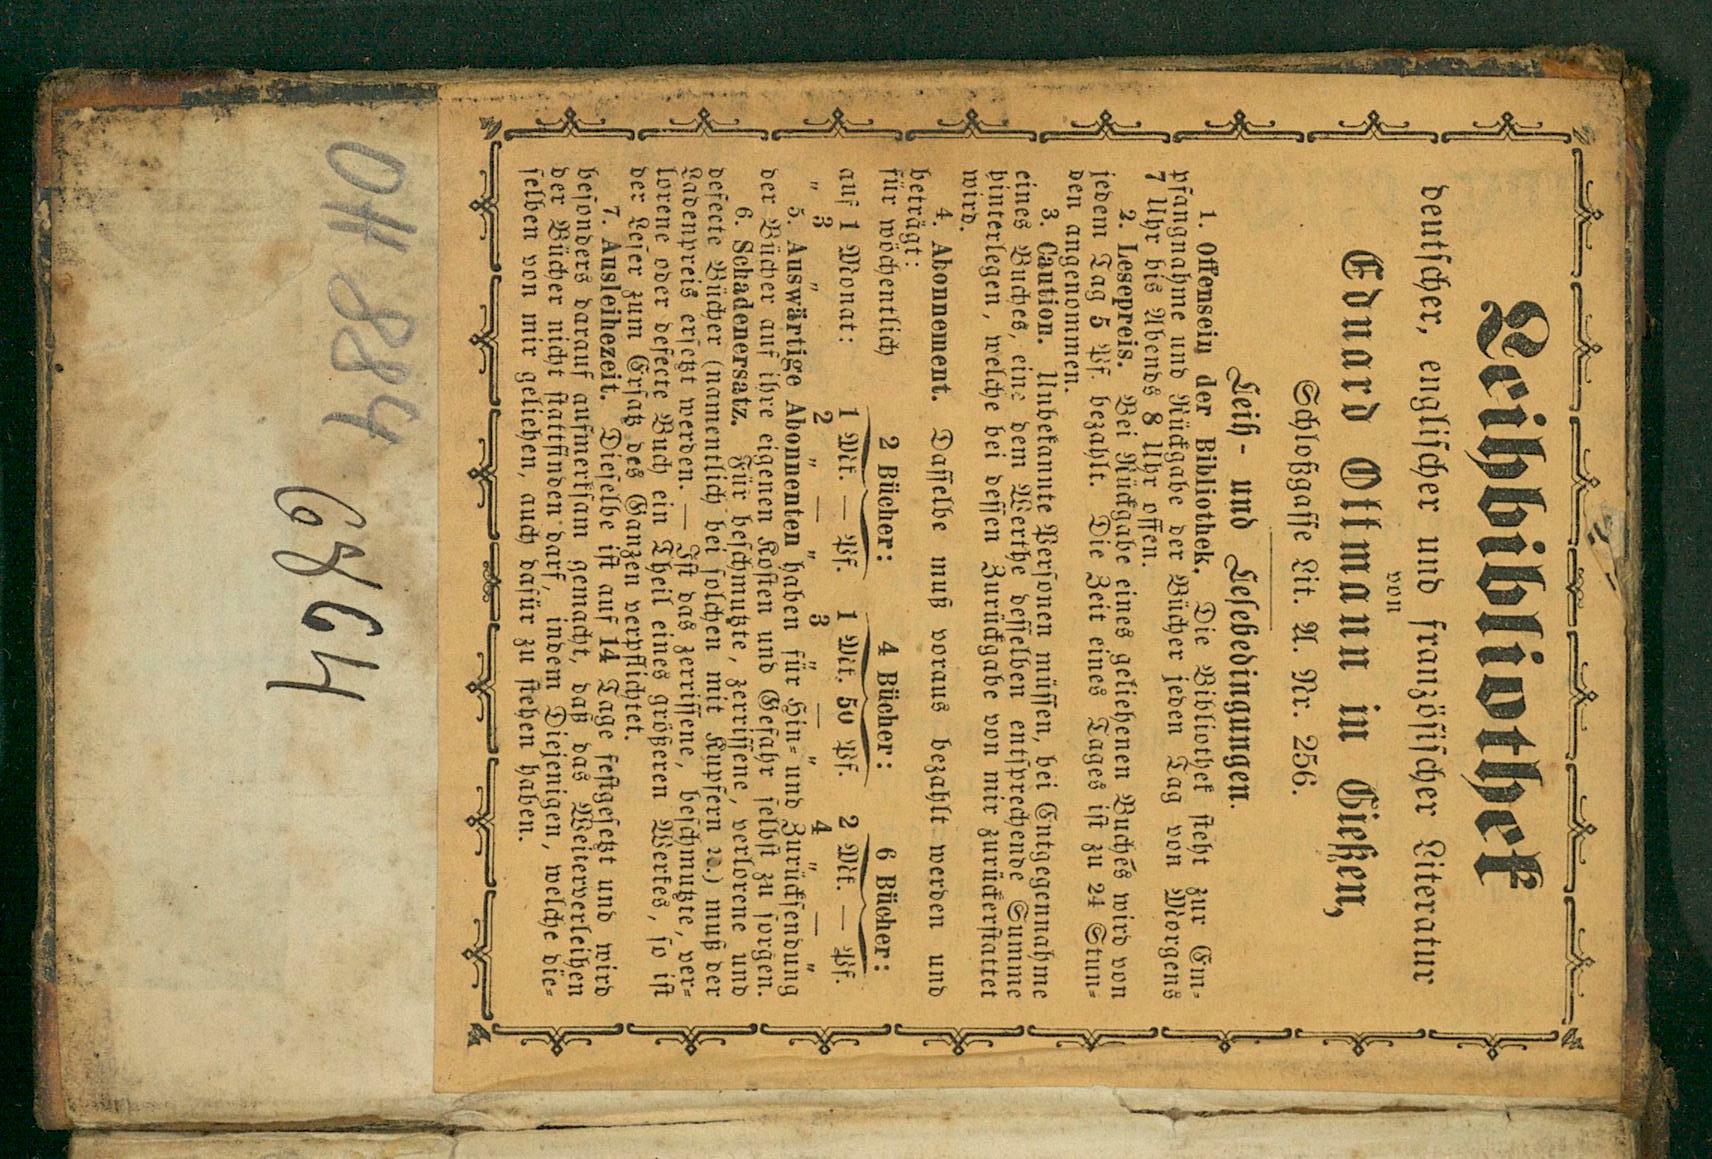 Leihbibliothek
deutscher, englischer und französischer Literatur
von
Eduard Ottmann in Gießen,
Schloßgasse Lit. A. Nr. 256.
Leih- und Lesebedingungen.
1. Offensein der Bibliothek. Die Bibliothek steht zur Em-
pfangnahme und Rückgabe der Bücher jeden Tag von Morgens
7 Uhr bis Abends 8 Uhr offen.
2. Lesepreis. Bei Rückgabe eines geliehenen Buches wird von
jedem Tag 5 Pf. bezahlt. Die Zeit eines Tages ist zu 24 Stun-
den angenommen.
3. Caution. Unbekannte Personen müssen, bei Entgegennahme
eines Buches, eine dem Werthe desselben entsprechende Summe
hinterlegen, welche bei dessen Zurückgabe von mir zurückerstattet
wird.
4. Abonnement. Dasselbe muß voraus bezahlt werden und
beträgt:
für wöchentlich 2 Bücher: 4 Bücher: 6 Bücher:
auf 1 Monat: 1 Mk. — Pf. 1 Mk. 50 Pf. 2 Mk. — Pf.
„ 3 „ 2 „ — „ 3 „ — „ 4 „ — „
5. Auswärtige Abonnenten haben für Hin- und Zurücksendung
der Bücher auf ihre eigenen Kosten und Gefahr selbst zu sorgen.
6. Schadenersatz. Für beschmutzte, zerrissene, verlorene und
defecte Bücher (namentlich bei solchen mit Kupfern ꝛc.) muß der
Ladenpreis ersetzt werden. — Ist das zerrissene, beschmutzte, ver-
lorene oder defecte Buch ein Theil eines größeren Werkes, so ist
der Leser zum Ersatz des Ganzen verpflichtet.
7. Ausleihezeit. Dieselbe ist auf 14 Tage festgesetzt und wird
besonders darauf aufmerksam gemacht, daß das Weiterverleihen
der Bücher nicht stattfinden darf, indem Diejenigen, welche die-
selben von mir geliehen, auch dafür zu stehen haben.